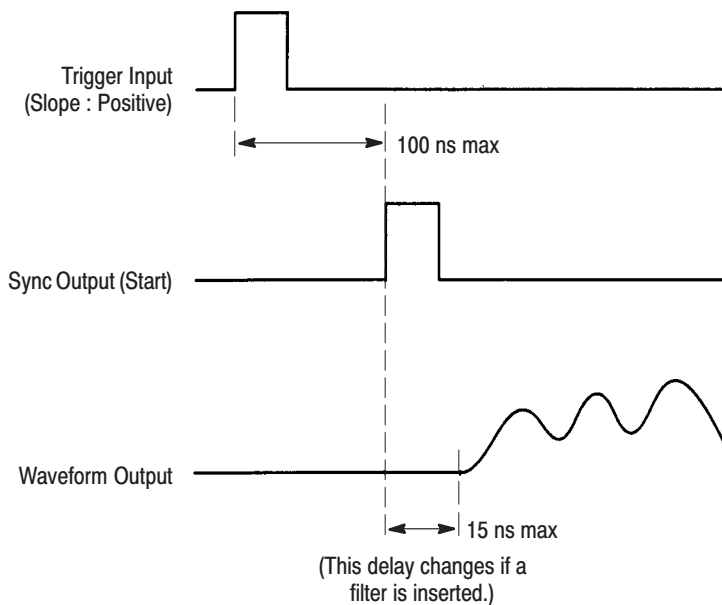 Trigger Input
(Slope : Positive)
100 ns max
Sync Output (Start)
Waveform Output
15 ns max
(This delay changes if a
filter is inserted.)